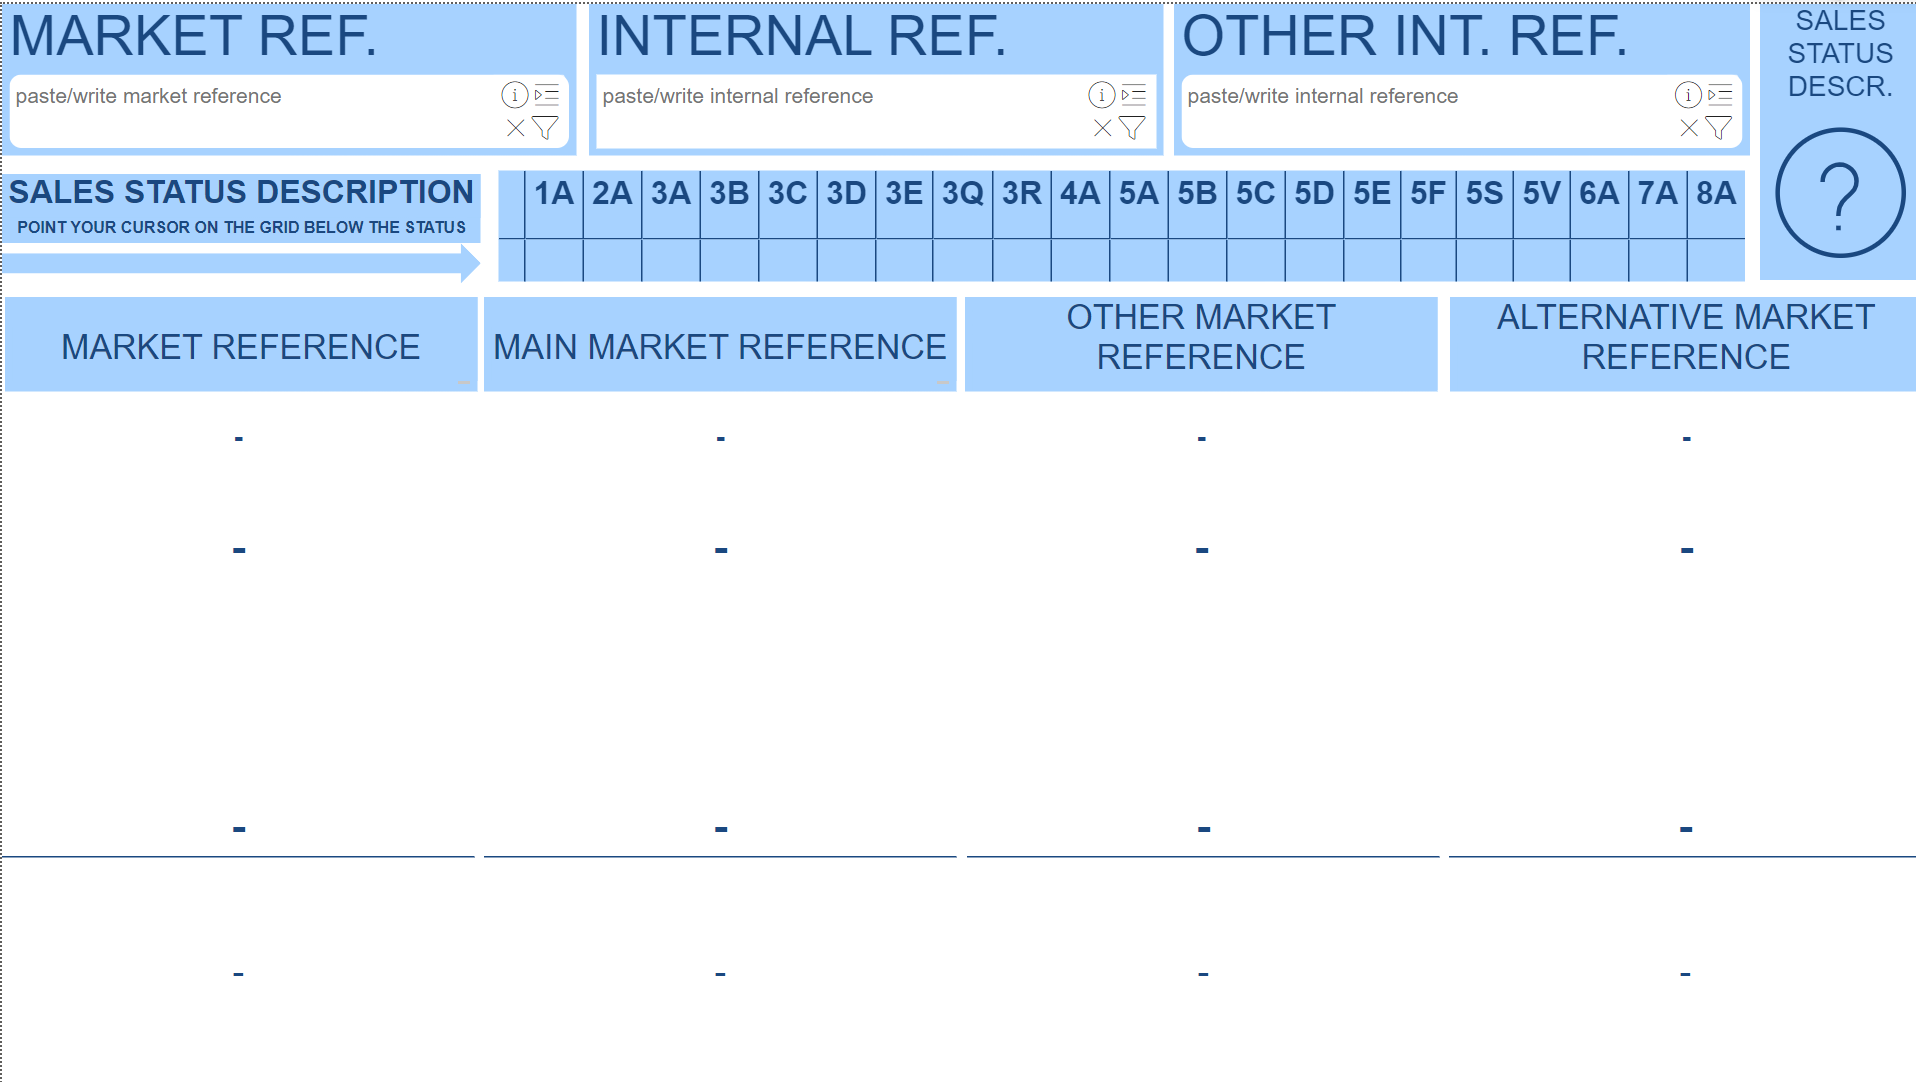 MARKET REF.
paste/write market reference
INTERNAL REF.
paste/write internal reference
OTHER INT. REF.
paste/write internal reference
SALES
STATUS
DESCR.
?
SALES STATUS DESCRIPTION
POINT YOUR CURSOR ON THE GRID BELOW THE STATUS
1A 2A 3A 3B 3C 3D 3E 3Q 3R 4A 5A 5B 5C 5D 5E 5F 5S 5V 6A 7A 8A
MARKET REFERENCE
MAIN MARKET REFERENCE
OTHER MARKET
REFERENCE
ALTERNATIVE MARKET
REFERENCE
- - - -
- - - -
- - - -
- - - -